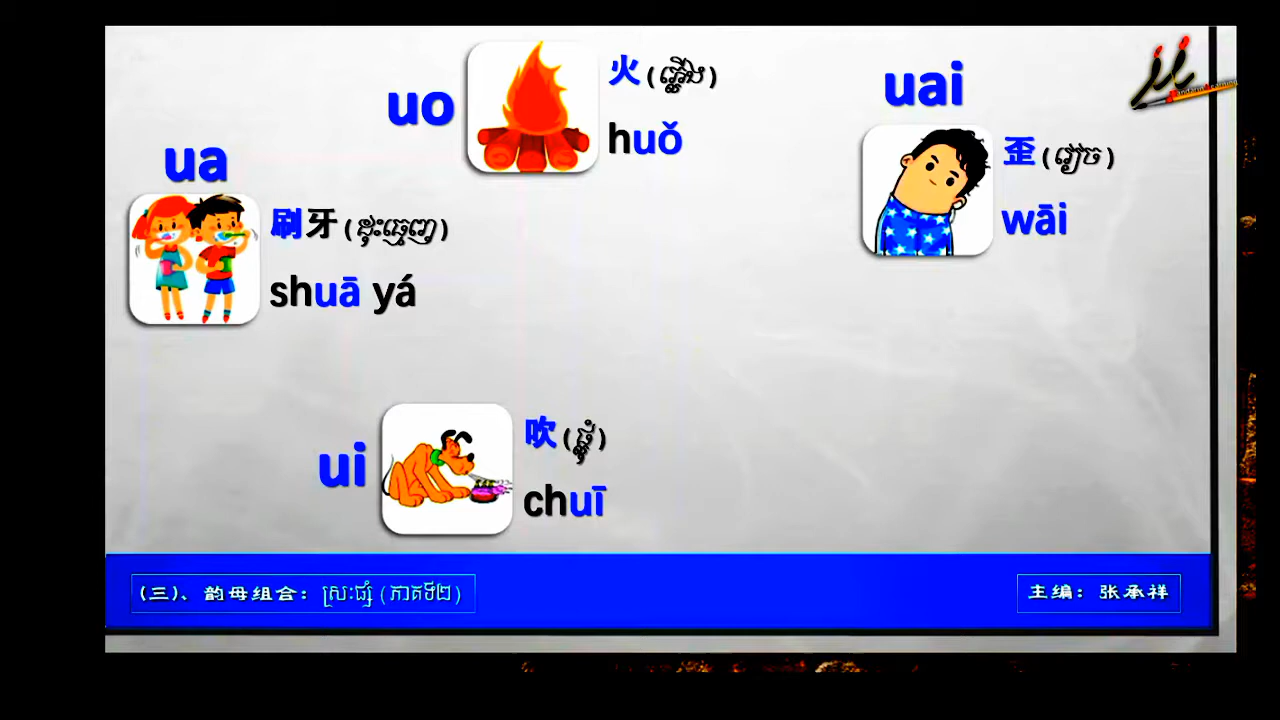 uo
火 (ភ្លើង)
huǒ
uai
歪 (វៀច)
wāi
ua
刷牙 (ដុះធ្មេញ)
shuā yá
ui
吹 (ផ្លុំ)
chuī
(三)、韵母组合: ស្រៈផ្សំ (ភាគទី២)
主编: 张承祥